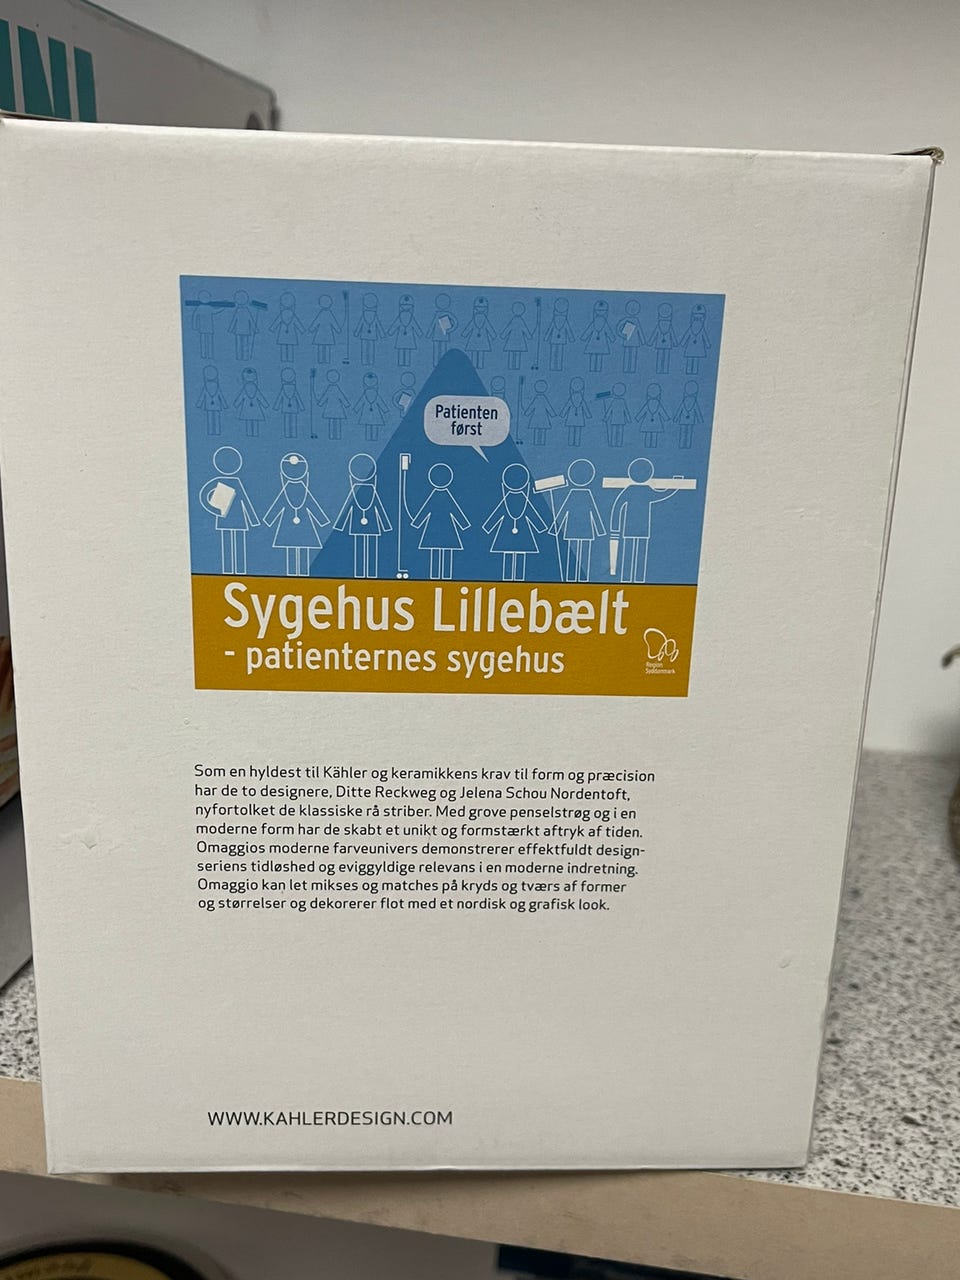 INI
Patienten
først
Sygehus Lillebælt
- patienternes sygehus
Region
Syddanmark
Som en hyldest til Kähler og keramikkens krav til form og præcision
har de to designere, Ditte Reckweg og Jelena Schou Nordentoft,
nyfortolket de klassiske rå striber. Med grove penselstrøg og i en
moderne form har de skabt et unikt og formstærkt aftryk af tiden.
Omaggios moderne farveunivers demonstrerer effektfuldt design-
seriens tidløshed og eviggyldige relevans i en moderne indretning.
Omaggio kan let mikses og matches på kryds og tværs af former
og størrelser og dekorerer flot med et nordisk og grafisk look.
WWW.KAHLERDESIGN.COM